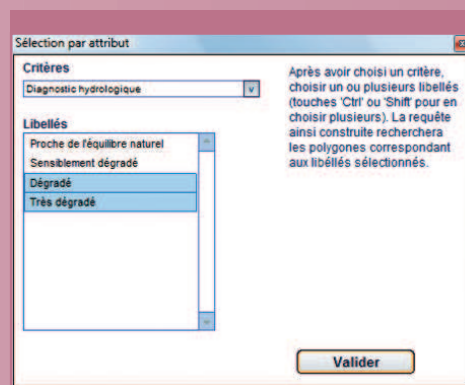 Sélection par attribut
Critères
Diagnostic hydrologique
Libellés
Proche de l'équilibre naturel
Sensiblement dégradé
Dégradé
Très dégradé
Après avoir choisi un critère,
choisir un ou plusieurs libellés
(touches 'Ctrl' ou 'Shift' pour en
choisir plusieurs). La requête
ainsi construite recherchera
les polygones correspondant
aux libéllés sélectionnés.
Valider